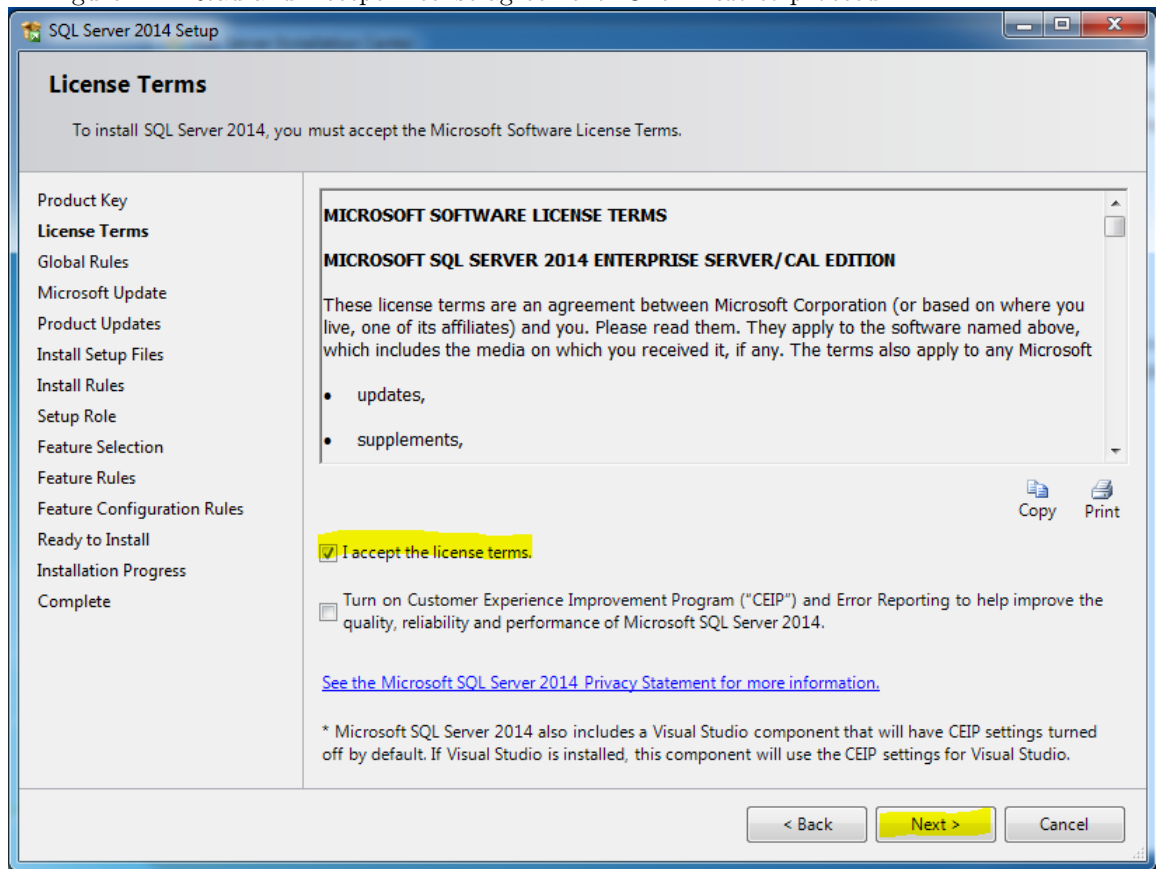 SQL Server 2014 Setup
License Terms
To install SQL Server 2014, you must accept the Microsoft Software License Terms.
Product Key
License Terms
Global Rules
Microsoft Update
Product Updates
Install Setup Files
Install Rules
Setup Role
Feature Selection
Feature Rules
Feature Configuration Rules
Ready to Install
Installation Progress
Complete
MICROSOFT SOFTWARE LICENSE TERMS
MICROSOFT SQL SERVER 2014 ENTERPRISE SERVER/CAL EDITION
These license terms are an agreement between Microsoft Corporation (or based on where you
live, one of its affiliates) and you. Please read them. They apply to the software named above,
which includes the media on which you received it, if any. The terms also apply to any Microsoft
• updates,
• supplements,
Copy Print
I accept the license terms.
Turn on Customer Experience Improvement Program ("CEIP") and Error Reporting to help improve the
quality, reliability and performance of Microsoft SQL Server 2014.
See the Microsoft SQL Server 2014 Privacy Statement for more information.
* Microsoft SQL Server 2014 also includes a Visual Studio component that will have CEIP settings turned
off by default. If Visual Studio is installed, this component will use the CEIP settings for Visual Studio.
< Back Next > Cancel